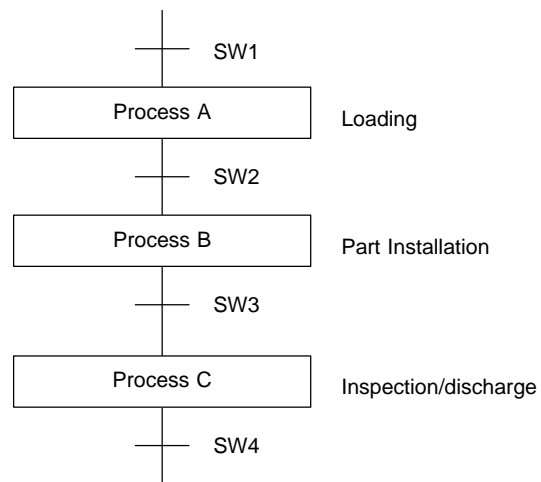 SW1
Process A
Loading
SW2
Process B
Part Installation
SW3
Process C
Inspection/discharge
SW4